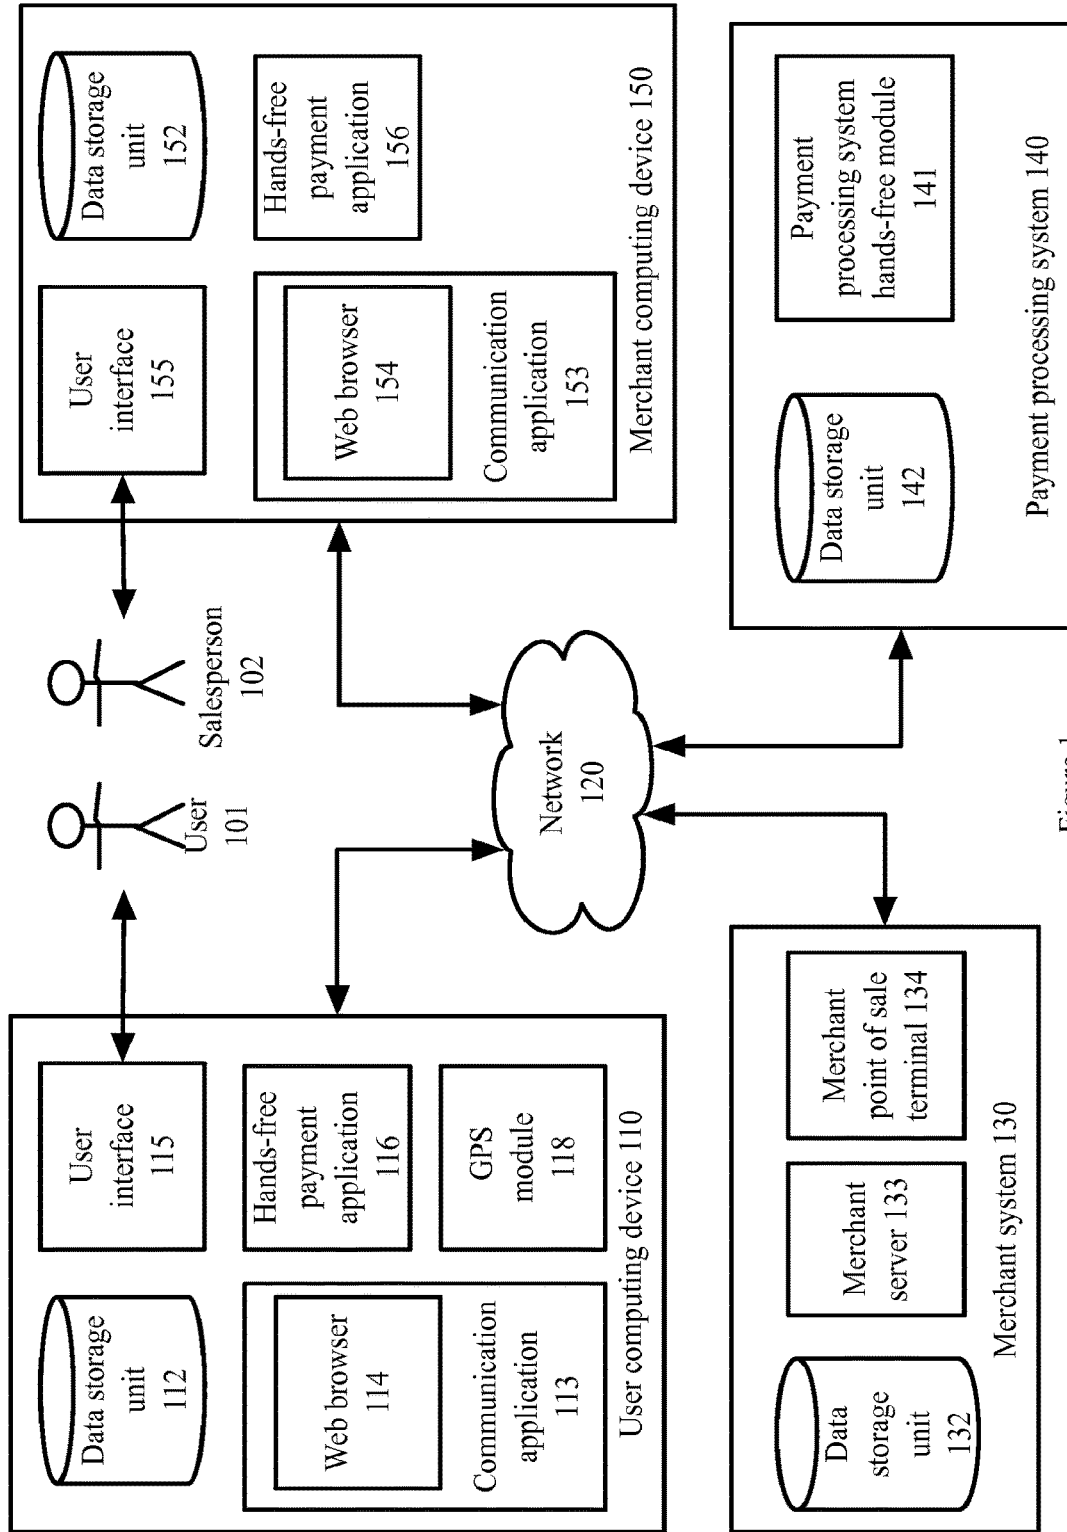 Data storage
unit
112
User
interface
115
Web browser
114
Communication
application
113
Hands-free
payment
application
116
GPS
module
118
User computing device 110
User
101
Salesperson
102
User
interface
155
Data storage
unit
152
Web browser
154
Communication
application
153
Hands-free
payment
application
156
Merchant computing device 150
Network
120
Data
storage
unit
132
Merchant
server 133
Merchant
point of sale
terminal 134
Merchant system 130
Data storage
unit
142
Payment
processing system
hands-free module
141
Payment processing system 140
Figure 1